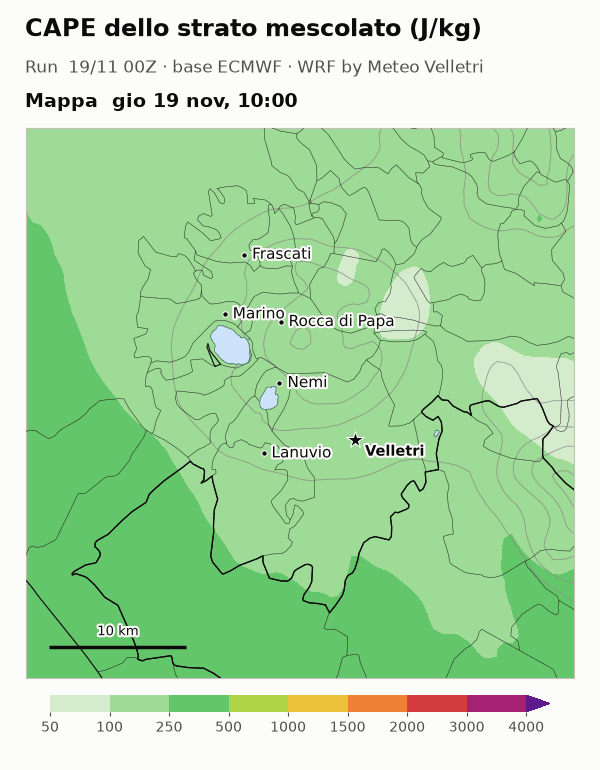 CAPE dello strato mescolato (J/kg)
Run  19/11 00Z · base ECMWF · WRF by Meteo Velletri
Mappa  gio 19 nov, 10:00
Frascati
Marino
Rocca di Papa
Nemi
Velletri
Lanuvio
10 km
50 100 250 500 1000 1500 2000 3000 4000